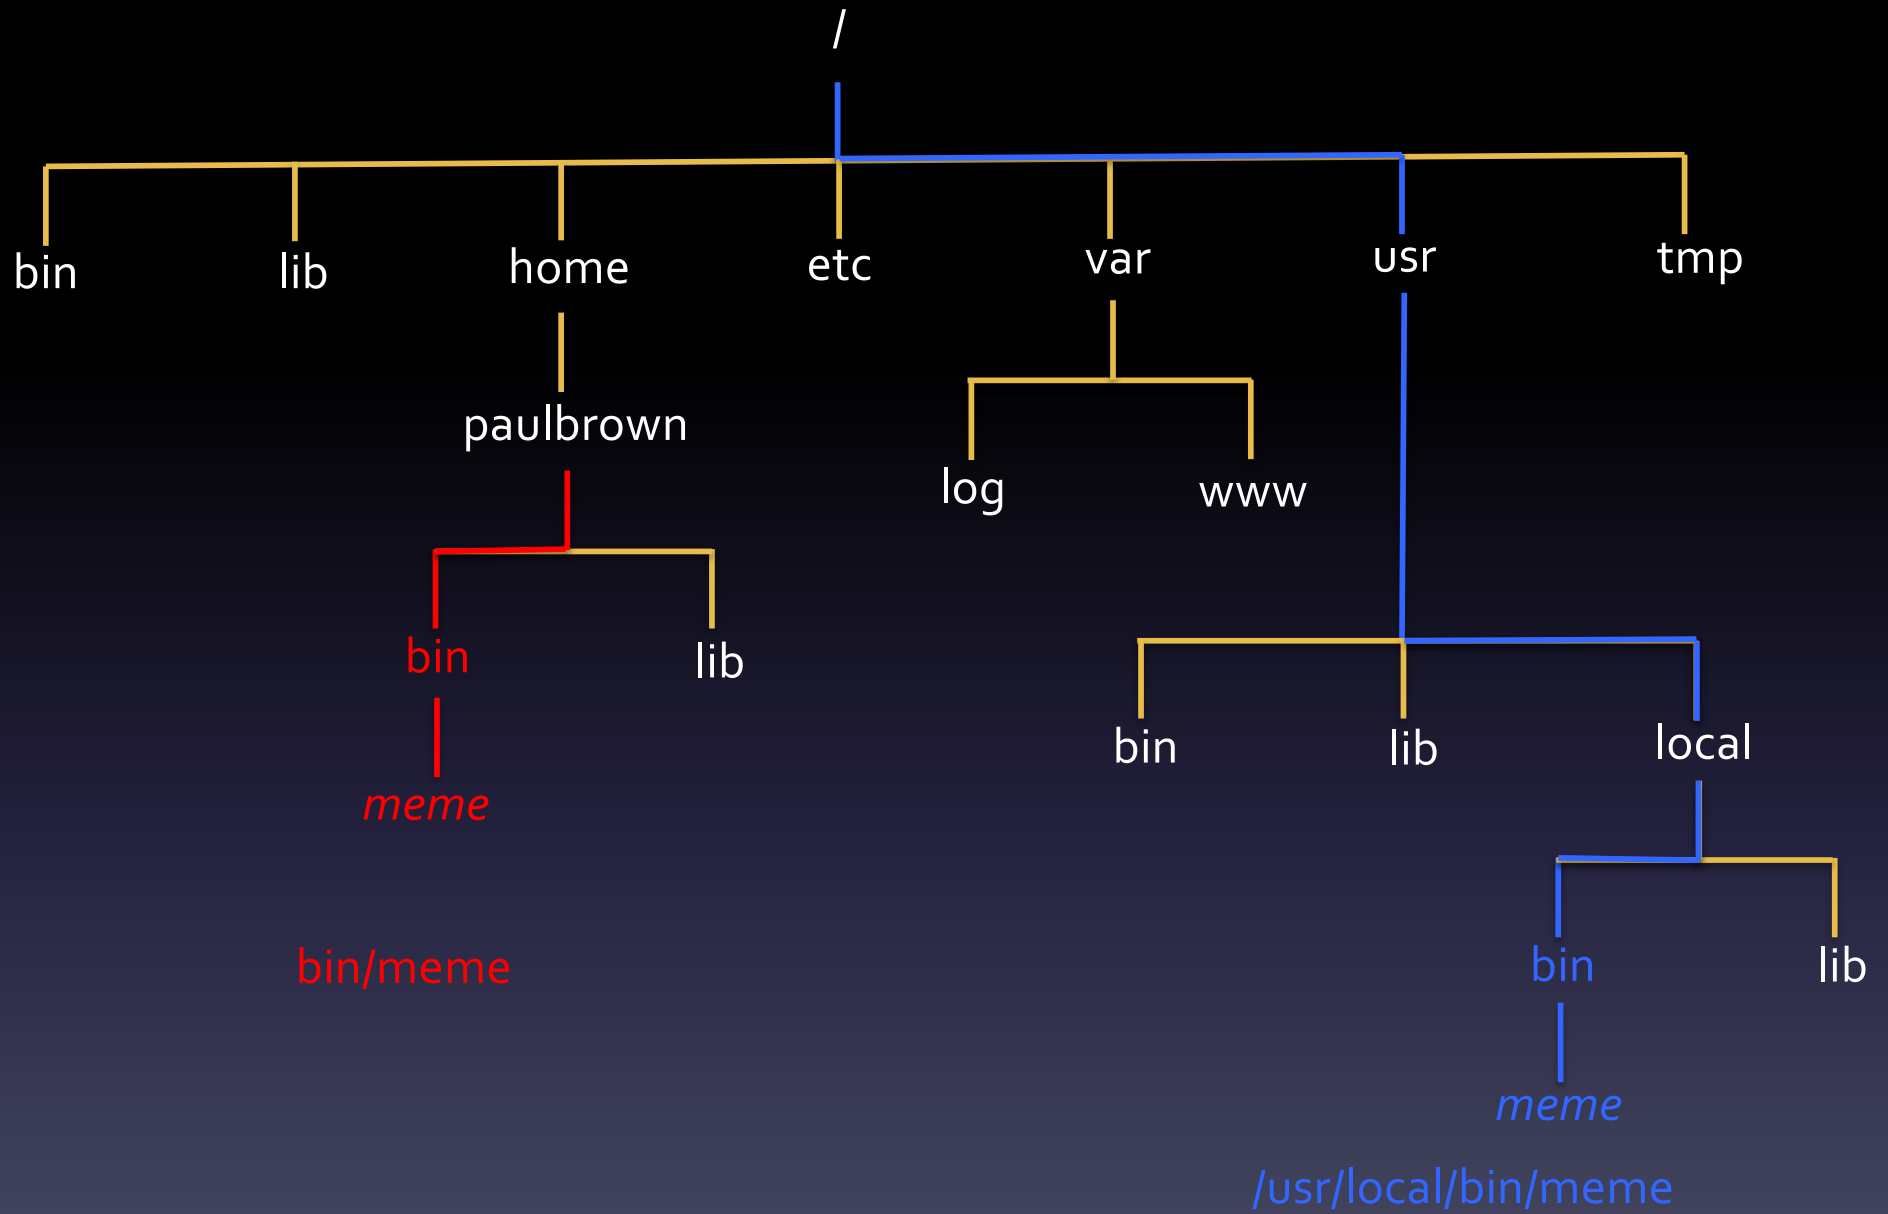 /
bin lib home etc var usr tmp
paulbrown
log www
bin lib
bin lib local
meme
bin/meme
bin lib
meme
/usr/local/bin/meme